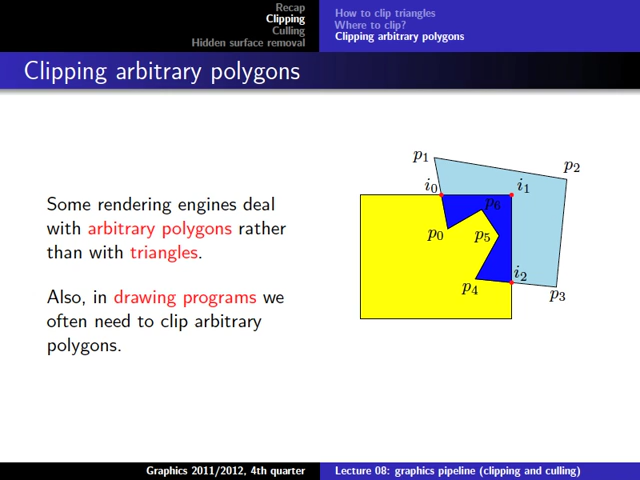 Recap
Clipping
Culling
Hidden surface removal
How to clip triangles
Where to clip?
Clipping arbitrary polygons
Clipping arbitrary polygons
Some rendering engines deal
with arbitrary polygons rather
than with triangles.
Also, in drawing programs we
often need to clip arbitrary
polygons.
p1
p2
i0
i1
p6
p0
p5
i2
p4
p3
Graphics 2011/2012, 4th quarter
Lecture 08: graphics pipeline (clipping and culling)